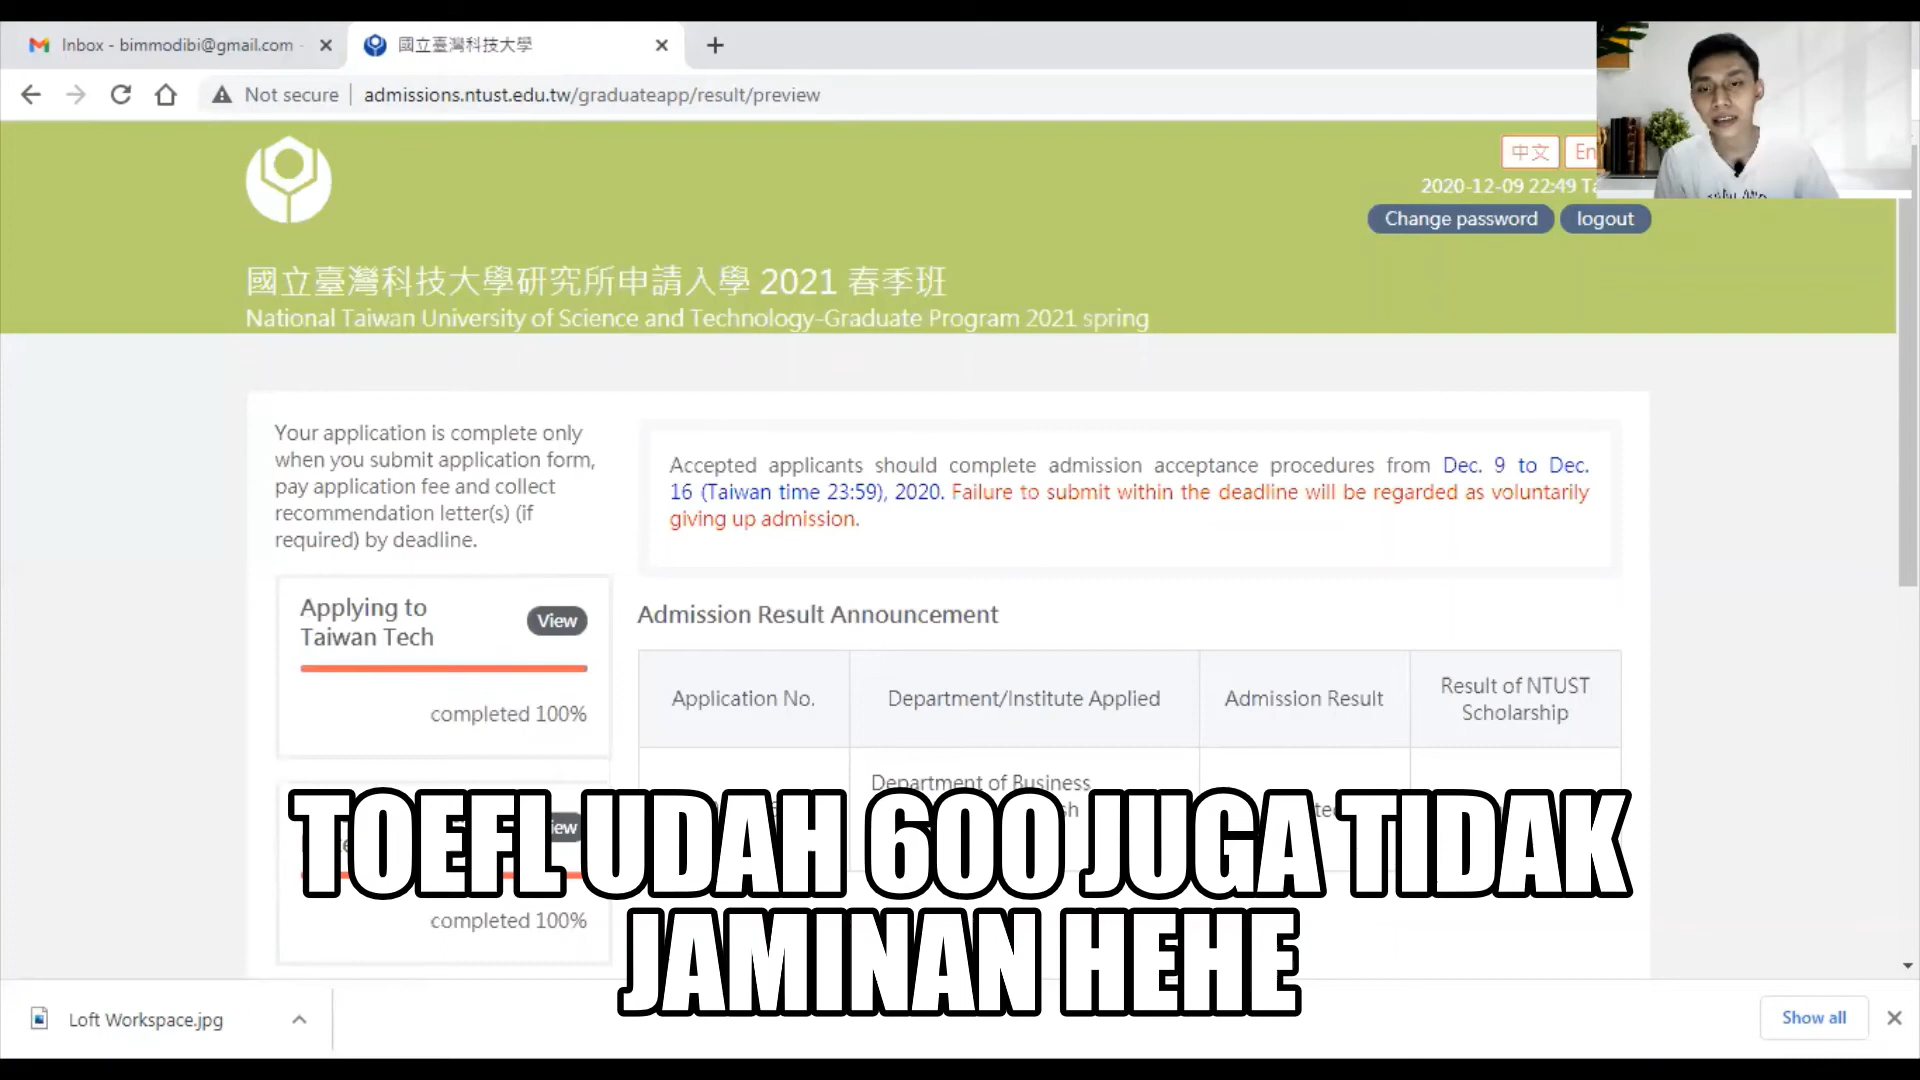 Inbox - bimmodibi@gmail.com -
國立臺灣科技大學
Not secure
admissions.ntust.edu.tw/graduateapp/result/preview
中文
En
2020-12-09 22:49
Change password
logout
國立臺灣科技大學研究所申請入學 2021 春季班
National Taiwan University of Science and Technology-Graduate Program 2021 spring
Your application is complete only
when you submit application form,
pay application fee and collect
recommendation letter(s) (if
required) by deadline.
Accepted applicants should complete admission acceptance procedures from Dec. 9 to Dec.
16 (Taiwan time 23:59), 2020. Failure to submit within the deadline will be regarded as voluntarily
giving up admission.
Applying to
Taiwan Tech
View
completed 100%
Admission Result Announcement
Application No.
Department/Institute Applied
Admission Result
Result of NTUST
Scholarship
Department of Business
TOEFL UDAH 600 JUGA TIDAK
JAMINAN HEHE
completed 100%
Loft Workspace.jpg
Show all